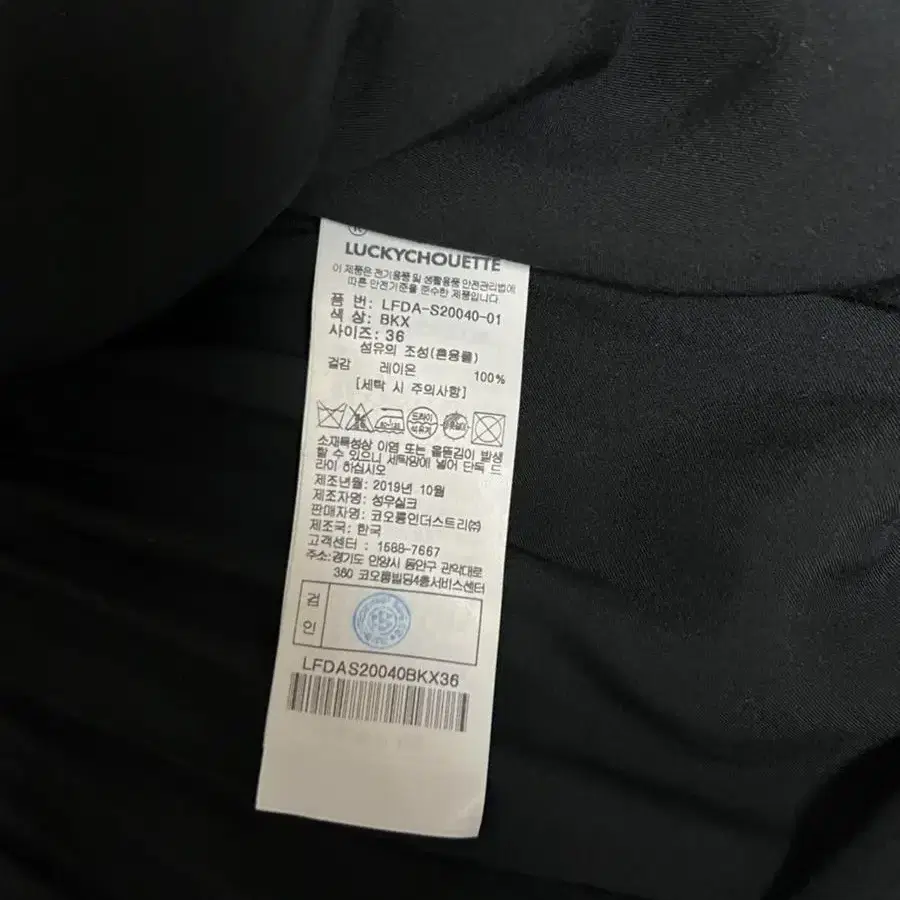 LUCKYCHOUETTE
이 제품은 전기용품 및 생활용품 안전관리법에
따른 안전기준을 준수한 제품입니다.
품 번: LFDA-S20040-01
색 상: BKX
사이즈: 36
섬유의 조성(혼용률)
겉감 레이온 100%
[세탁 시 주의사항]
드라이
석유계
소재특성상 이염 또는 올뜯김이 발생
할 수 있으니 세탁망에 넣어 단독 드
라이 하십시오
제조년월: 2019년 10월
제조자명: 성우실크
판매자명: 코오롱인더스트리㈜
제조국: 한국
고객센터 : 1588-7667
주소: 경기도 안양시 동안구 관악대로
360 코오롱빌딩4층서비스센터
검
인
LFDAS20040BKX36